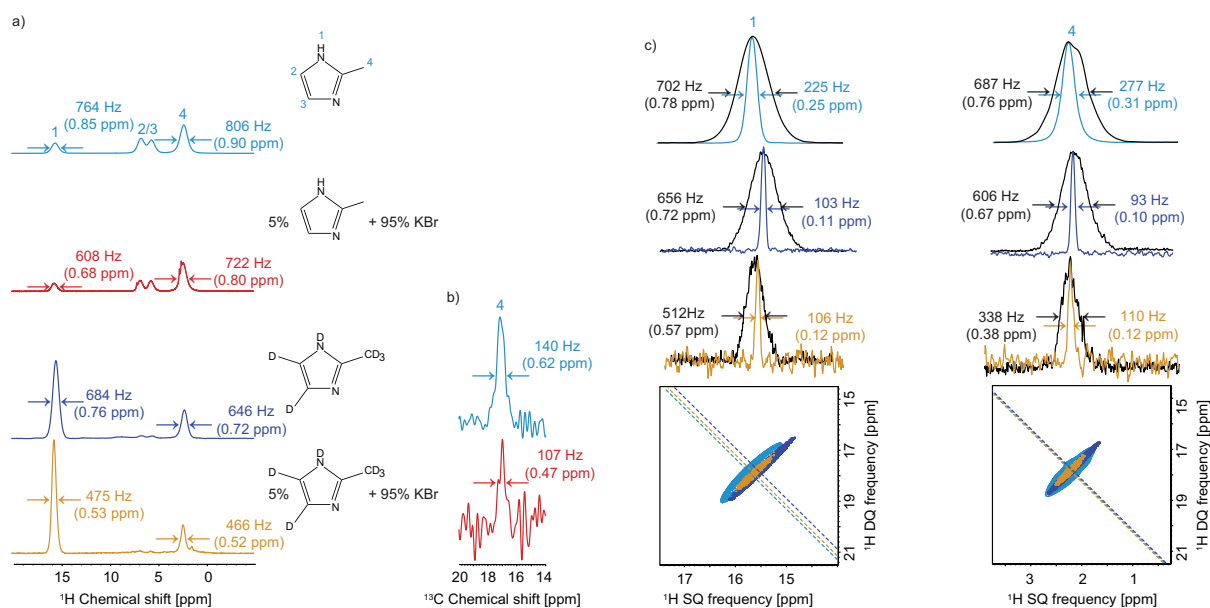 a)
1
H
N
2
4
3
N
764 Hz
(0.85 ppm)
1
2/3
4
806 Hz
(0.90 ppm)
5%
H
N
N
+ 95% KBr
608 Hz
(0.68 ppm)
722 Hz
(0.80 ppm)
D
D
N
CD3
N
D
684 Hz
(0.76 ppm)
646 Hz
(0.72 ppm)
5%
D
D
N
CD3
N
D
+ 95% KBr
475 Hz
(0.53 ppm)
466 Hz
(0.52 ppm)
15 10 5 0
¹H Chemical shift [ppm]
b)
4
140 Hz
(0.62 ppm)
107 Hz
(0.47 ppm)
20 18 16 14
¹³C Chemical shift [ppm]
c)
1
702 Hz
(0.78 ppm)
225 Hz
(0.25 ppm)
656 Hz
(0.72 ppm)
103 Hz
(0.11 ppm)
512Hz
(0.57 ppm)
106 Hz
(0.12 ppm)
15
17
19
21
¹H DQ frequency [ppm]
17 16 15
¹H SQ frequency [ppm]
4
687 Hz
(0.76 ppm)
277 Hz
(0.31 ppm)
606 Hz
(0.67 ppm)
93 Hz
(0.10 ppm)
338 Hz
(0.38 ppm)
110 Hz
(0.12 ppm)
15
17
19
21
¹H DQ frequency [ppm]
3 2 1
¹H SQ frequency [ppm]